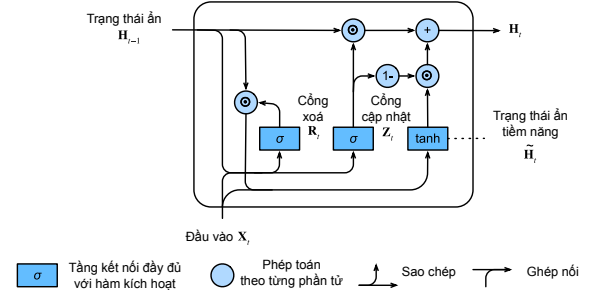 Trạng thái ẩn
H_{t−1}
H_t
+
1-
Cổng
xoá
R_t
Cổng
cập nhật
Z_t
σ
σ
tanh
Trạng thái ẩn
tiềm năng
H̃_t
Đầu vào X_t
σ
Tầng kết nối đầy đủ
với hàm kích hoạt
Phép toán
theo từng phần tử
Sao chép
Ghép nối